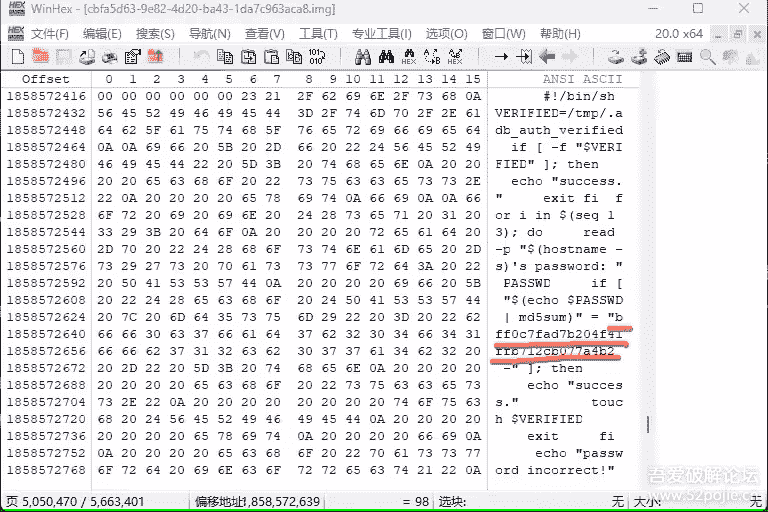 WinHex - [cbfa5d63-9e82-4d20-ba43-1da7c963aca8.img]
文件(F) 编辑(E) 搜索(S) 导航(N) 查看(V) 工具(T) 专业工具(I) 选项(O) 窗口(W) 帮助(H) 20.0 x64
Offset 0 1 2 3 4 5 6 7 8 9 10 11 12 13 14 15 ANSI ASCII
1858572416 00 00 00 00 00 00 23 21 2F 62 69 6E 2F 73 68 0A #!/bin/sh
1858572432 56 45 52 49 46 49 45 44 3D 2F 74 6D 70 2F 2E 61 VERIFIED=/tmp/.a
1858572448 64 62 5F 61 75 74 68 5F 76 65 72 69 66 69 65 64 db_auth_verified
1858572464 0A 0A 69 66 20 5B 20 2D 66 20 22 24 56 45 52 49 if [ -f "$VERI
1858572480 46 49 45 44 22 20 5D 3B 20 74 68 65 6E 0A 20 20 FIED" ]; then
1858572496 20 20 65 63 68 6F 20 22 73 75 63 63 65 73 73 2E echo "success.
1858572512 22 0A 20 20 20 20 65 78 69 74 0A 66 69 0A 0A 66 " exit fi f
1858572528 6F 72 20 69 20 69 6E 20 24 28 73 65 71 20 31 20 or i in $(seq 1
1858572544 33 29 3B 20 64 6F 0A 20 20 20 20 72 65 61 64 20 3); do read
1858572560 2D 70 20 22 24 28 68 6F 73 74 6E 61 6D 65 20 2D -p "$(hostname -
1858572576 73 29 27 73 20 70 61 73 73 77 6F 72 64 3A 20 22 s)'s password: "
1858572592 20 50 41 53 53 57 44 0A 20 20 20 20 69 66 20 5B PASSWD if [
1858572608 20 22 24 28 65 63 68 6F 20 24 50 41 53 53 57 44 "$(echo $PASSWD
1858572624 20 7C 20 6D 64 35 73 75 6D 29 22 20 3D 20 22 62 | md5sum)" = "b
1858572640 66 66 30 63 37 66 61 64 37 62 32 30 34 66 34 31 ff0c7fad7b204f41
1858572656 66 66 62 37 31 32 63 62 30 37 37 61 34 62 32 20 ffb712cb077a4b2
1858572672 20 2D 22 20 5D 3B 20 74 68 65 6E 0A 20 20 20 20 -" ]; then
1858572688 20 20 20 20 65 63 68 6F 20 22 73 75 63 63 65 73 echo "succes
1858572704 73 2E 22 0A 20 20 20 20 20 20 20 20 74 6F 75 63 s." touc
1858572720 68 20 24 56 45 52 49 46 49 45 44 0A 20 20 20 20 h $VERIFIED
1858572736 20 20 20 20 65 78 69 74 0A 20 20 20 20 66 69 0A exit fi
1858572752 0A 20 20 20 20 65 63 68 6F 20 22 70 61 73 73 77 echo "passw
1858572768 6F 72 64 20 69 6E 63 6F 72 72 65 63 74 21 22 0A ord incorrect!"
吾爱破解论坛
www.52pojie.cn
页 5,050,470 / 5,663,401 偏移地址1,858,572,639 = 98 选块: 无 大小: 无